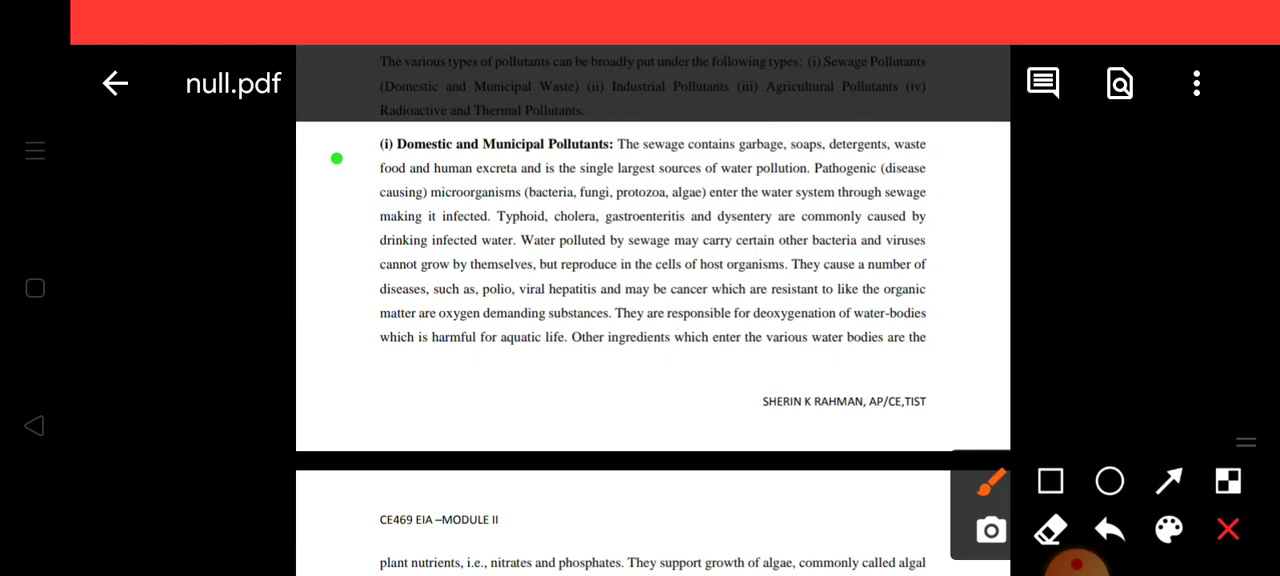 null.pdf
The various types of pollutants can be broadly put under the following types: (i) Sewage Pollutants
(Domestic and Municipal Waste) (ii) Industrial Pollutants (iii) Agricultural Pollutants (iv)
Radioactive and Thermal Pollutants.
(i) Domestic and Municipal Pollutants: The sewage contains garbage, soaps, detergents, waste
food and human excreta and is the single largest sources of water pollution. Pathogenic (disease
causing) microorganisms (bacteria, fungi, protozoa, algae) enter the water system through sewage
making it infected. Typhoid, cholera, gastroenteritis and dysentery are commonly caused by
drinking infected water. Water polluted by sewage may carry certain other bacteria and viruses
cannot grow by themselves, but reproduce in the cells of host organisms. They cause a number of
diseases, such as, polio, viral hepatitis and may be cancer which are resistant to like the organic
matter are oxygen demanding substances. They are responsible for deoxygenation of water-bodies
which is harmful for aquatic life. Other ingredients which enter the various water bodies are the
SHERIN K RAHMAN, AP/CE,TIST
CE469 EIA –MODULE II
plant nutrients, i.e., nitrates and phosphates. They support growth of algae, commonly called algal